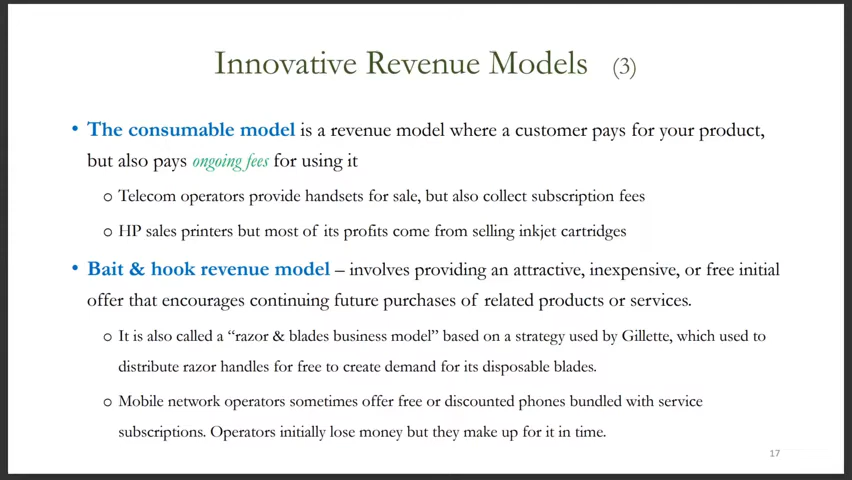 Innovative Revenue Models (3)
• The consumable model is a revenue model where a customer pays for your product,
but also pays ongoing fees for using it
o Telecom operators provide handsets for sale, but also collect subscription fees
o HP sales printers but most of its profits come from selling inkjet cartridges
• Bait & hook revenue model – involves providing an attractive, inexpensive, or free initial
offer that encourages continuing future purchases of related products or services.
o It is also called a “razor & blades business model” based on a strategy used by Gillette, which used to
distribute razor handles for free to create demand for its disposable blades.
o Mobile network operators sometimes offer free or discounted phones bundled with service
subscriptions. Operators initially lose money but they make up for it in time.
17